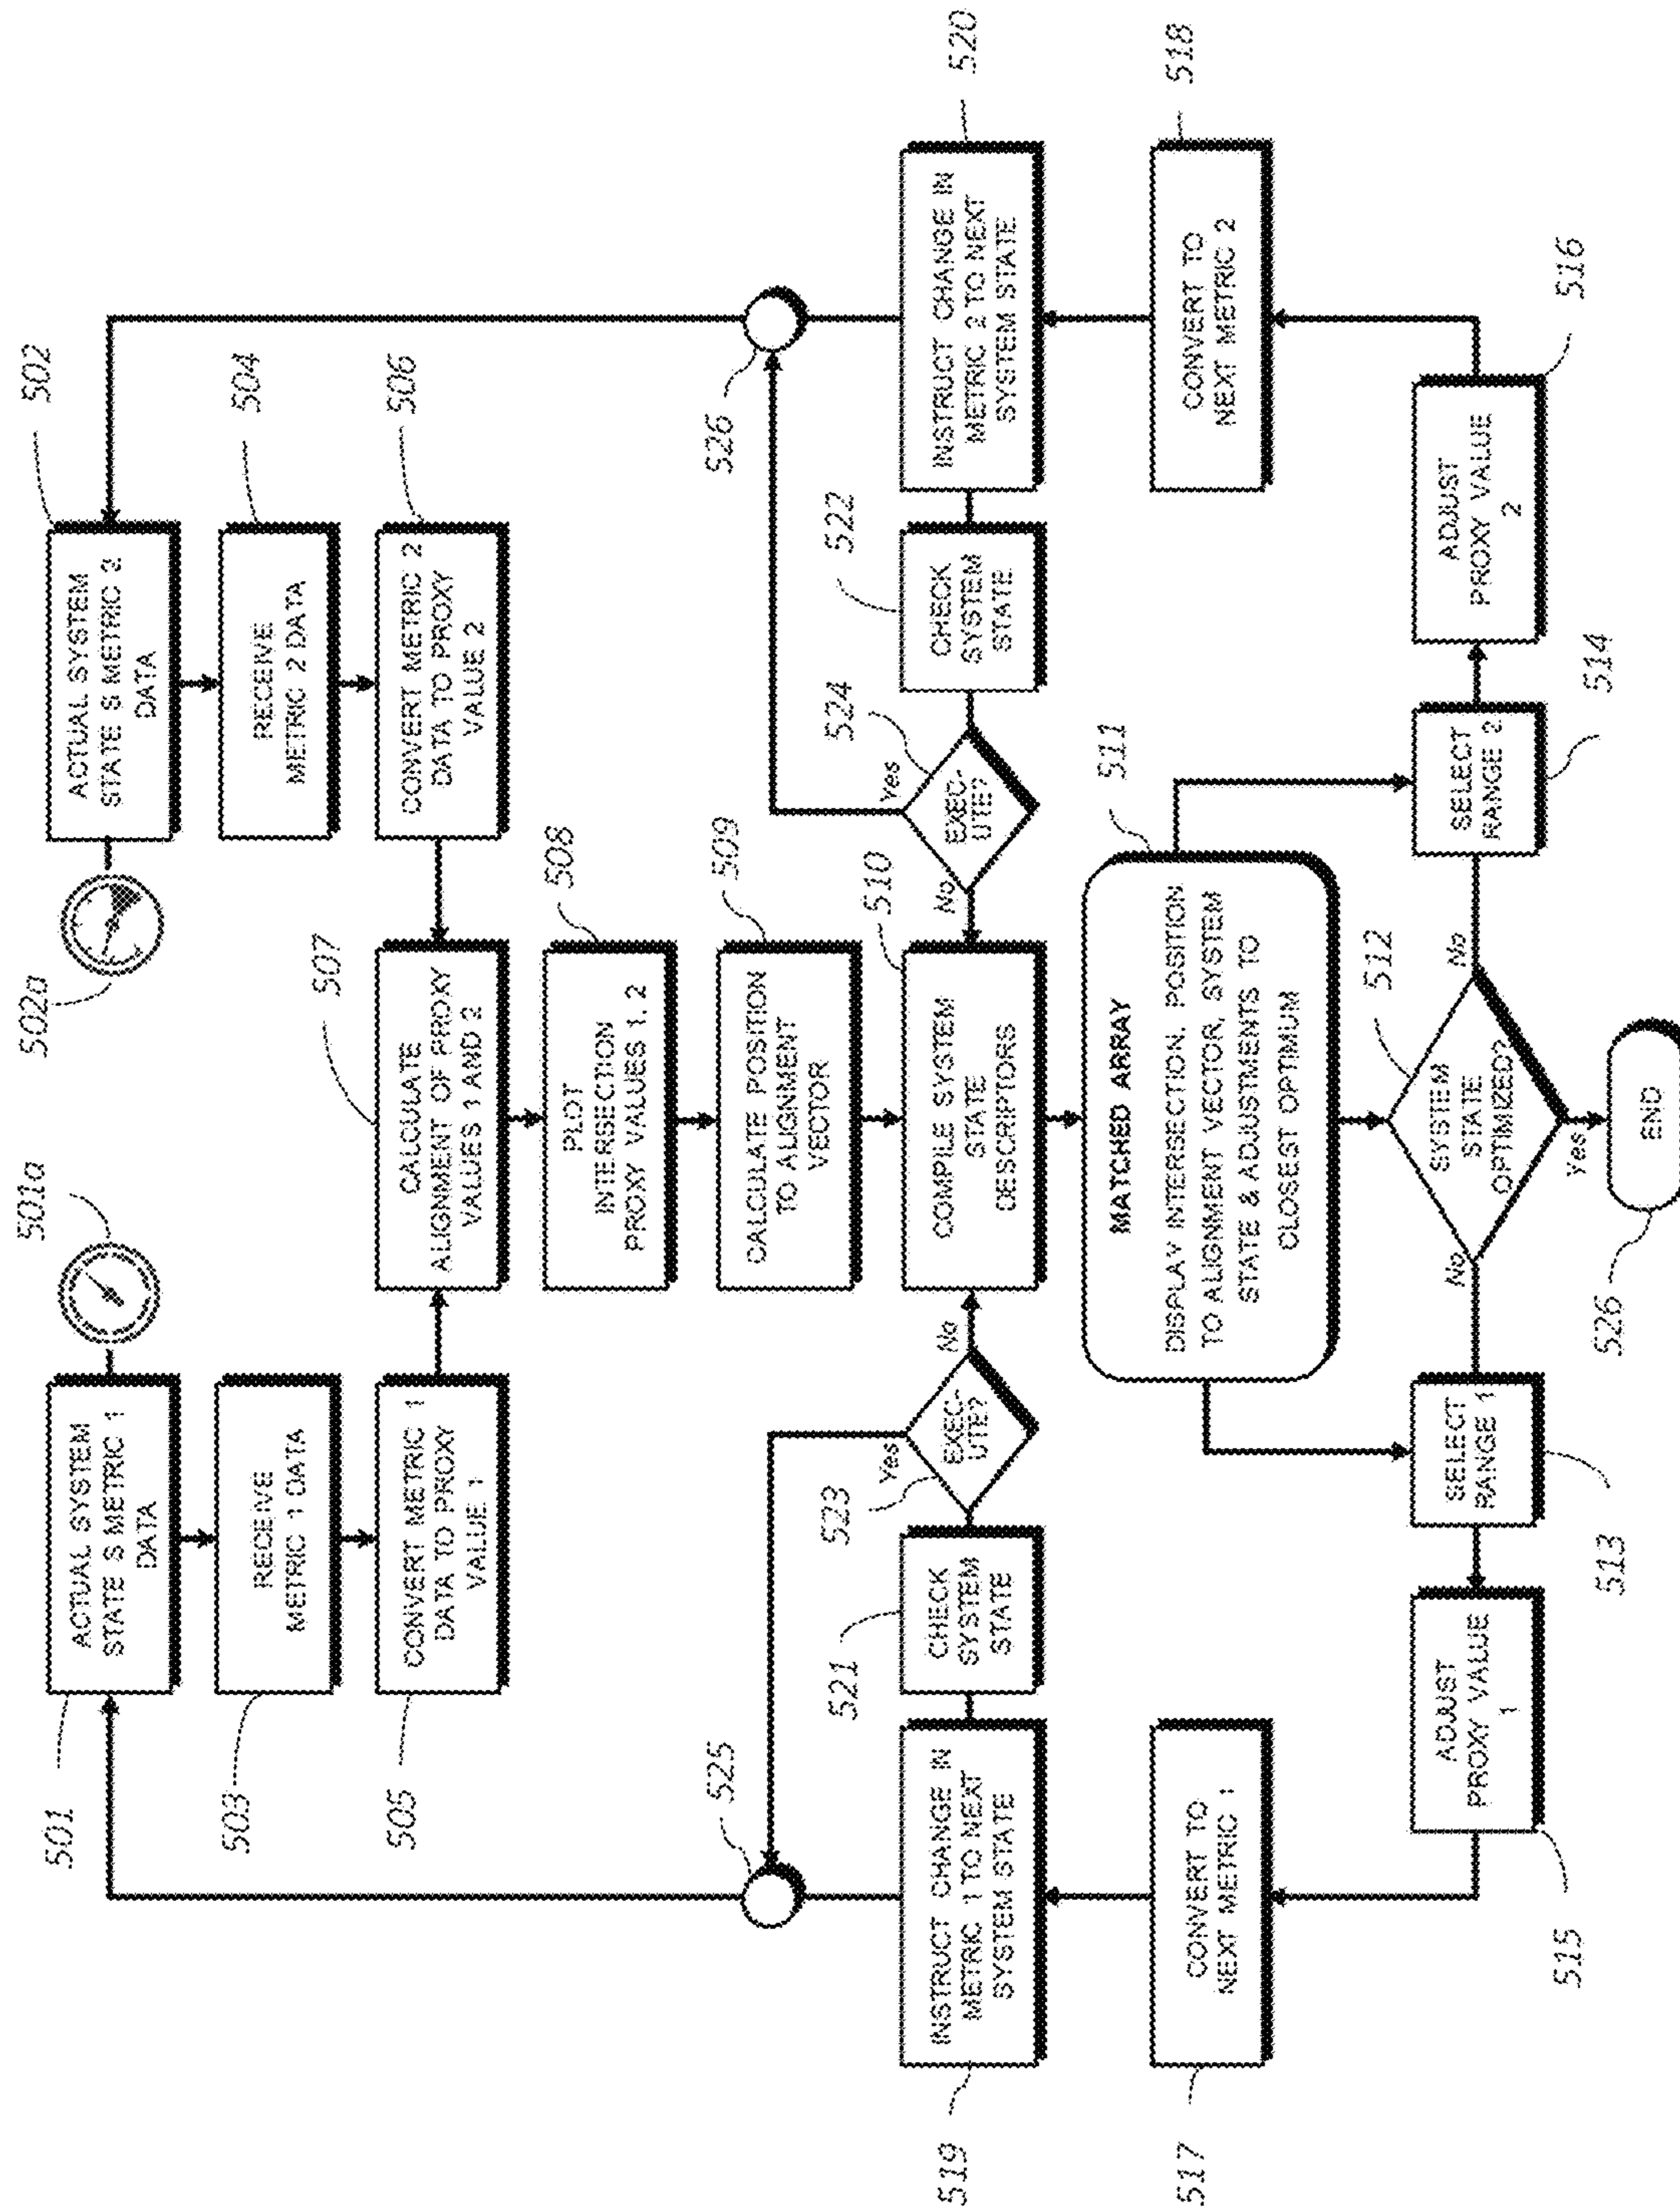 501a
502a
501
ACTUAL SYSTEM
STATE S METRIC 1
DATA
ACTUAL SYSTEM
STATE S METRIC 2
DATA
502
503
RECEIVE
METRIC 1 DATA
RECEIVE
METRIC 2 DATA
504
505
CONVERT METRIC 1
DATA TO PROXY
VALUE 1
507
CALCULATE
ALIGNMENT OF PROXY
VALUES 1 AND 2
CONVERT METRIC 2
DATA TO PROXY
VALUE 2
506
PLOT
INTERSECTION
PROXY VALUES 1, 2
508
CALCULATE POSITION
TO ALIGNMENT
VECTOR
509
525
526
519
INSTRUCT CHANGE IN
METRIC 1 TO NEXT
SYSTEM STATE
521
CHECK
SYSTEM
STATE
523
Yes
EXEC-
UTE?
No
COMPILE SYSTEM
STATE
DESCRIPTORS
510
No
Yes
EXEC-
UTE?
524
CHECK
SYSTEM
STATE
522
INSTRUCT CHANGE IN
METRIC 2 TO NEXT
SYSTEM STATE
520
517
CONVERT TO
NEXT METRIC 1
MATCHED ARRAY
DISPLAY INTERSECTION, POSITION
TO ALIGNMENT VECTOR, SYSTEM
STATE & ADJUSTMENTS TO
CLOSEST OPTIMUM
511
CONVERT TO
NEXT METRIC 2
518
515
ADJUST
PROXY VALUE
1
SELECT
RANGE 1
513
No
SYSTEM
STATE
OPTIMIZED?
512
No
SELECT
RANGE 2
514
ADJUST
PROXY VALUE
2
516
Yes
526
END